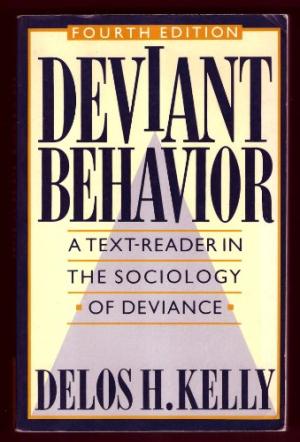 FOURTH EDITION
DEVIANT
BEHAVIOR
A TEXT-READER IN
THE SOCIOLOGY
OF DEVIANCE
DELOS H. KELLY